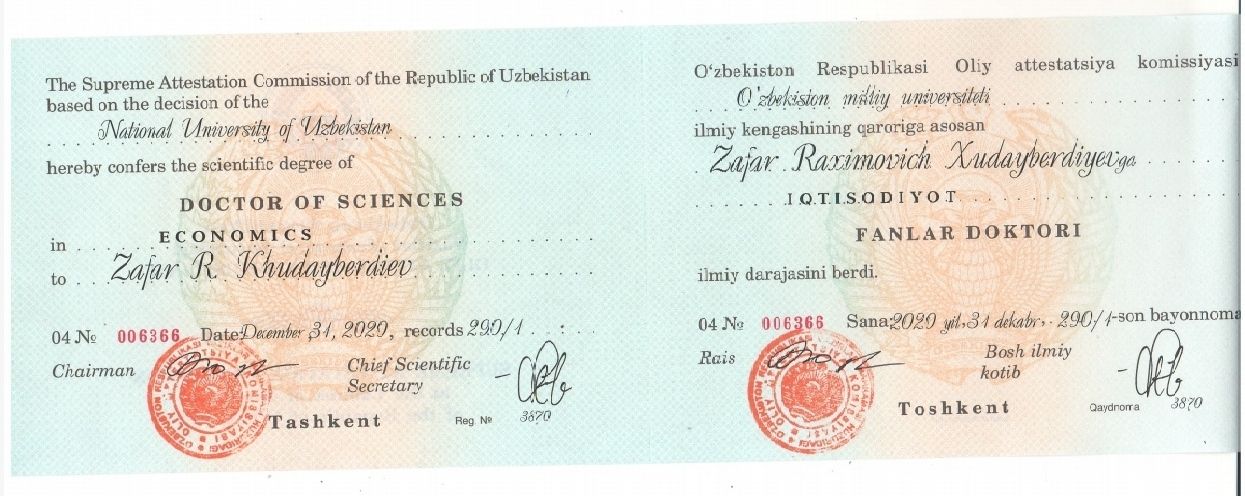 The Supreme Attestation Commission of the Republic of Uzbekistan
based on the decision of the
National University of Uzbekistan
hereby confers the scientific degree of
DOCTOR OF SCIENCES
in ECONOMICS
to Zafar R. Khudayberdiev
04 № 006366 Date: December 31, 2020, records 290/1
Chairman Chief Scientific
Secretary
Tashkent Reg. № 3870
O‘zbekiston Respublikasi Oliy attestatsiya komissiyasi
O'zbekiston milliy universiteti
ilmiy kengashining qaroriga asosan
Zafar Raximovich Xudayberdiyevga
IQTISODIYOT
FANLAR DOKTORI
ilmiy darajasini berdi.
04 № 006366 Sana: 2020 yil, 31 dekabr, 290/1-son bayonnoma
Rais Bosh ilmiy
kotib
Toshkent Qaydnoma 3870